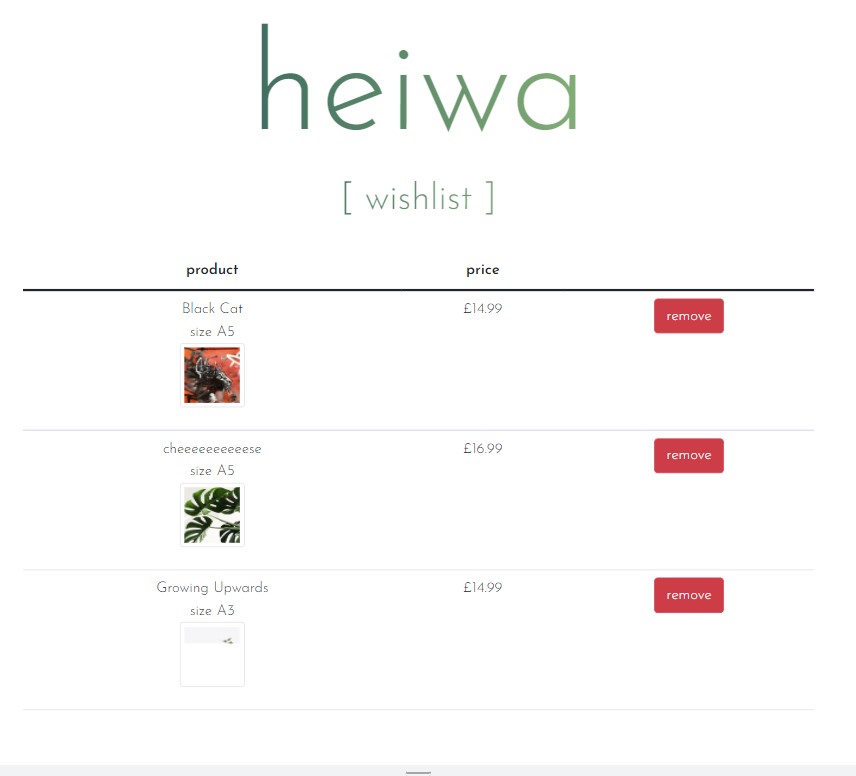 heiwa
[ wishlist ]
product price
Black Cat £14.99 remove
size A5
cheeeeeeeeeese £16.99 remove
size A5
Growing Upwards £14.99 remove
size A3